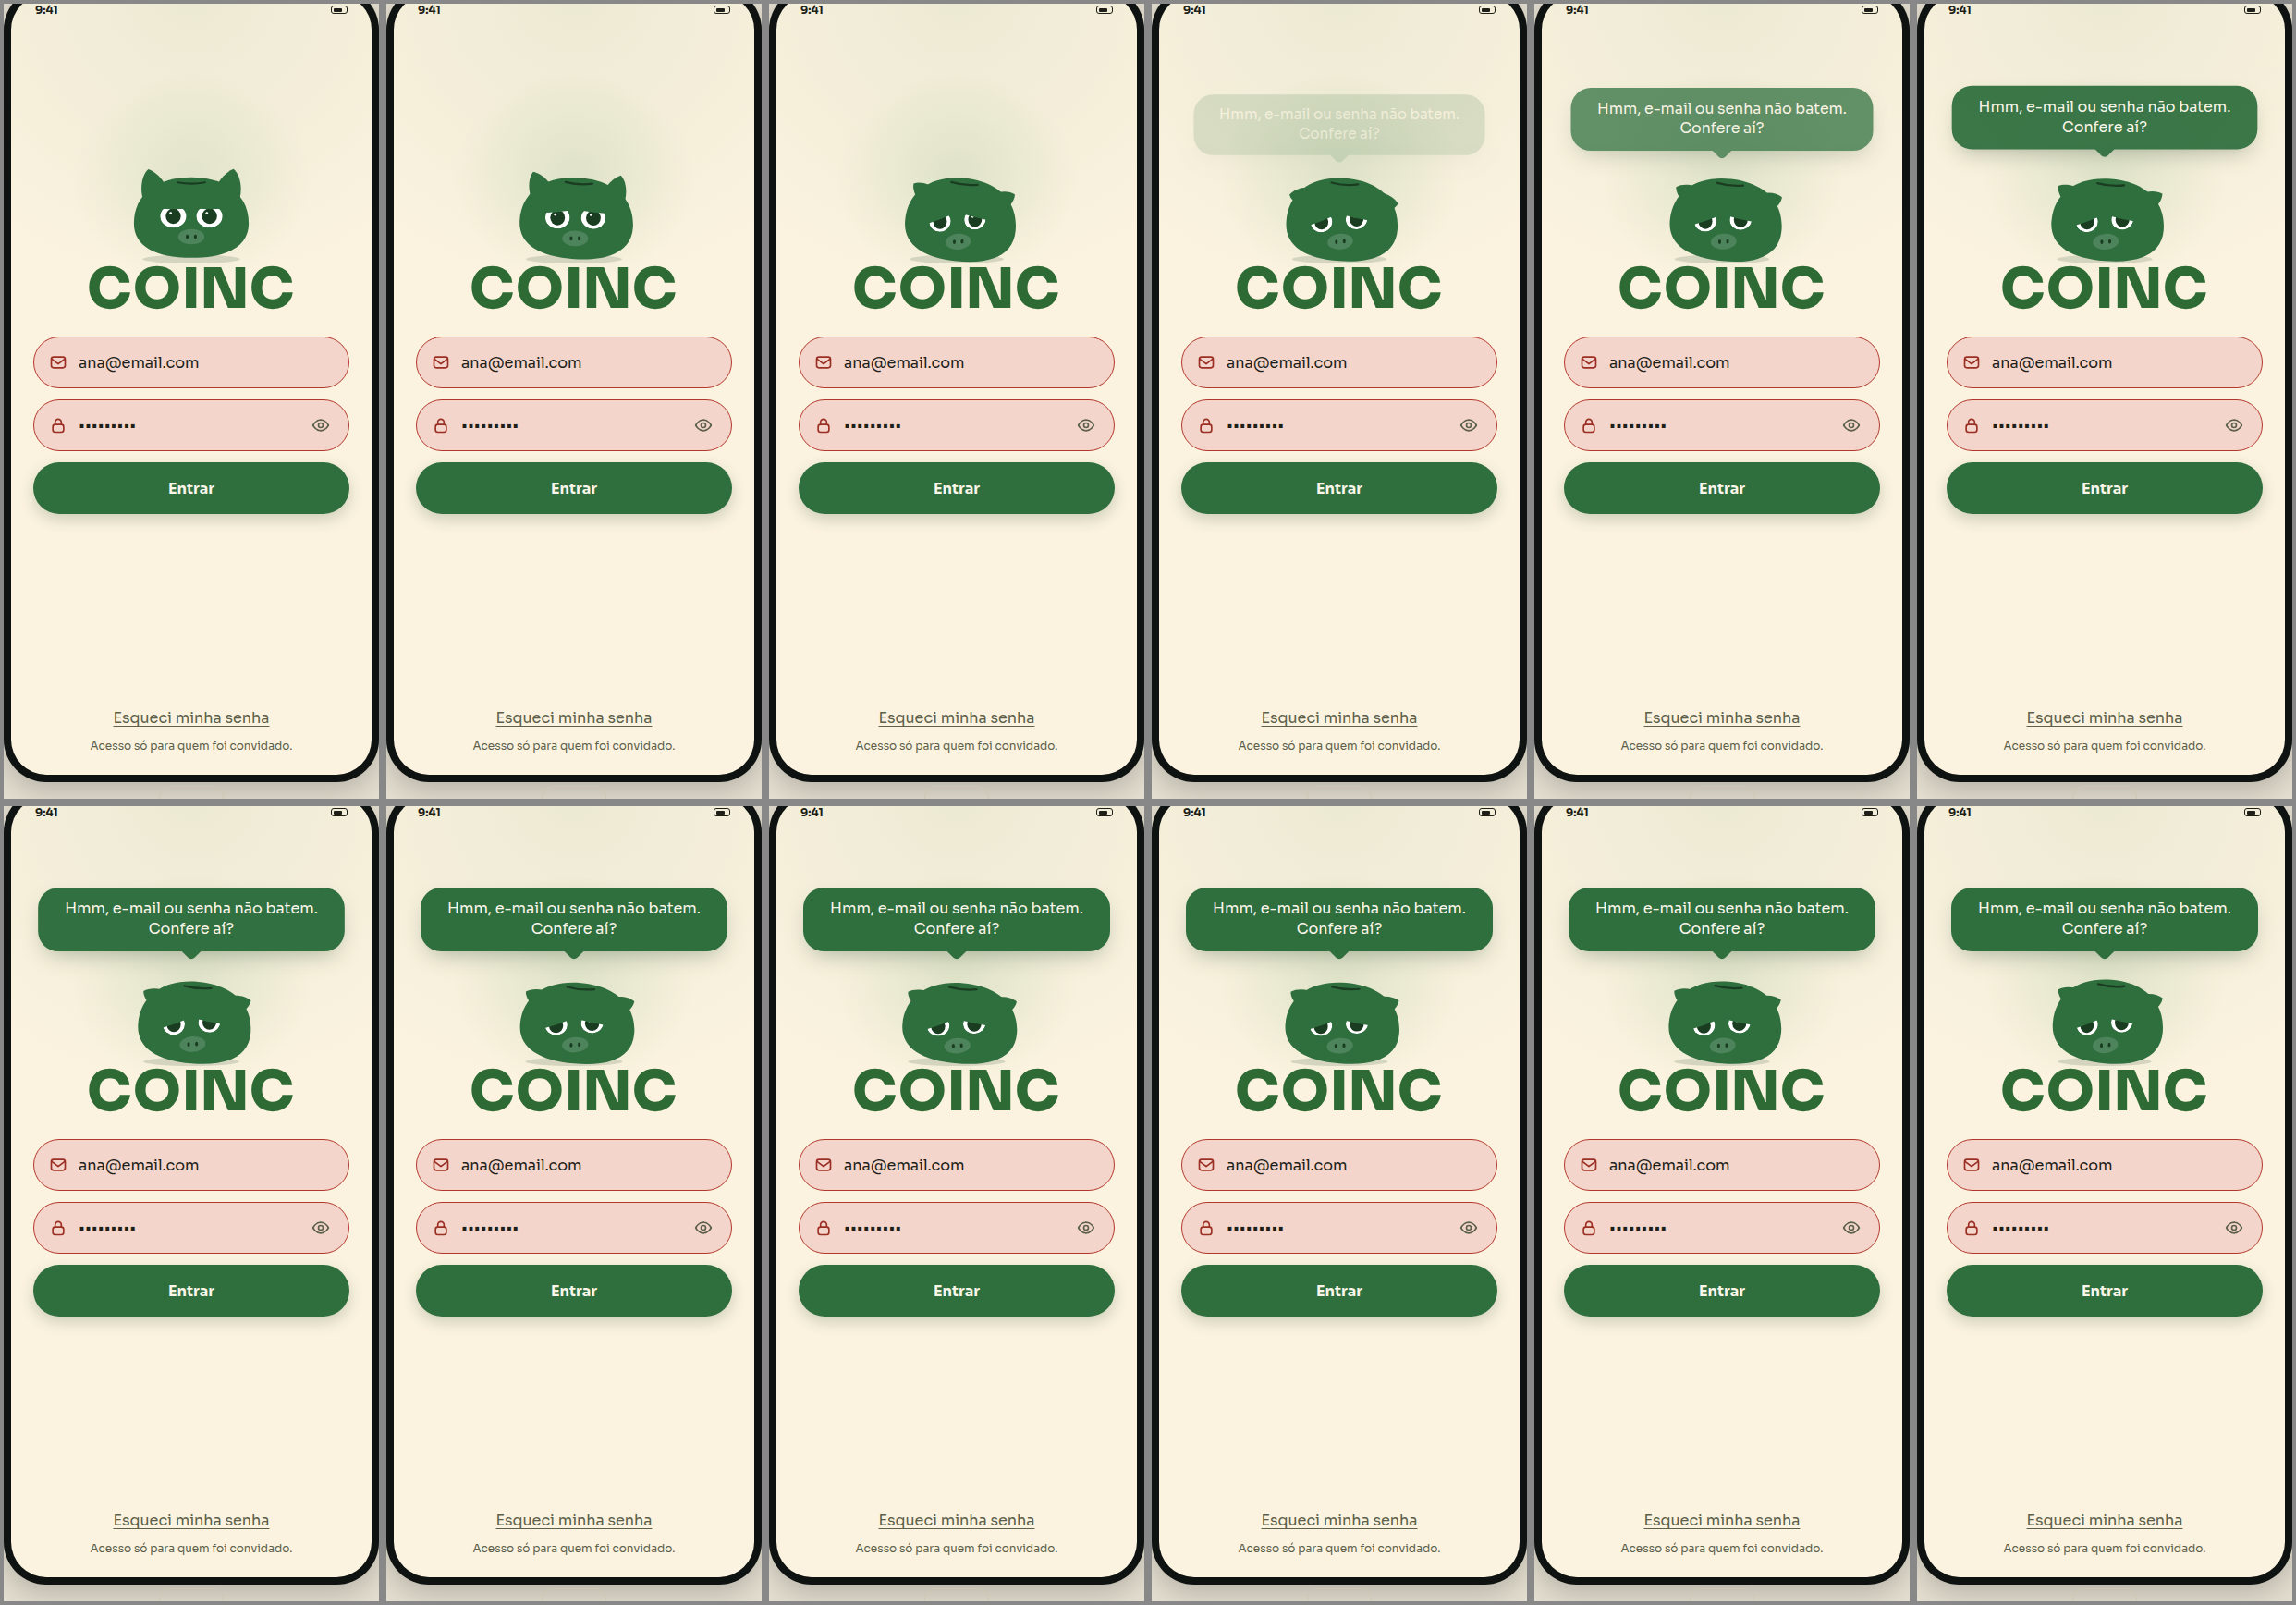 9:41
COINC
ana@email.com
•••••••••
Entrar
Esqueci minha senha
Acesso só para quem foi convidado.
9:41
COINC
ana@email.com
•••••••••
Entrar
Esqueci minha senha
Acesso só para quem foi convidado.
9:41
COINC
ana@email.com
•••••••••
Entrar
Esqueci minha senha
Acesso só para quem foi convidado.
9:41
Hmm, e-mail ou senha não batem.
Confere aí?
COINC
ana@email.com
•••••••••
Entrar
Esqueci minha senha
Acesso só para quem foi convidado.
9:41
Hmm, e-mail ou senha não batem.
Confere aí?
COINC
ana@email.com
•••••••••
Entrar
Esqueci minha senha
Acesso só para quem foi convidado.
9:41
Hmm, e-mail ou senha não batem.
Confere aí?
COINC
ana@email.com
•••••••••
Entrar
Esqueci minha senha
Acesso só para quem foi convidado.
9:41
Hmm, e-mail ou senha não batem.
Confere aí?
COINC
ana@email.com
•••••••••
Entrar
Esqueci minha senha
Acesso só para quem foi convidado.
9:41
Hmm, e-mail ou senha não batem.
Confere aí?
COINC
ana@email.com
•••••••••
Entrar
Esqueci minha senha
Acesso só para quem foi convidado.
9:41
Hmm, e-mail ou senha não batem.
Confere aí?
COINC
ana@email.com
•••••••••
Entrar
Esqueci minha senha
Acesso só para quem foi convidado.
9:41
Hmm, e-mail ou senha não batem.
Confere aí?
COINC
ana@email.com
•••••••••
Entrar
Esqueci minha senha
Acesso só para quem foi convidado.
9:41
Hmm, e-mail ou senha não batem.
Confere aí?
COINC
ana@email.com
•••••••••
Entrar
Esqueci minha senha
Acesso só para quem foi convidado.
9:41
Hmm, e-mail ou senha não batem.
Confere aí?
COINC
ana@email.com
•••••••••
Entrar
Esqueci minha senha
Acesso só para quem foi convidado.